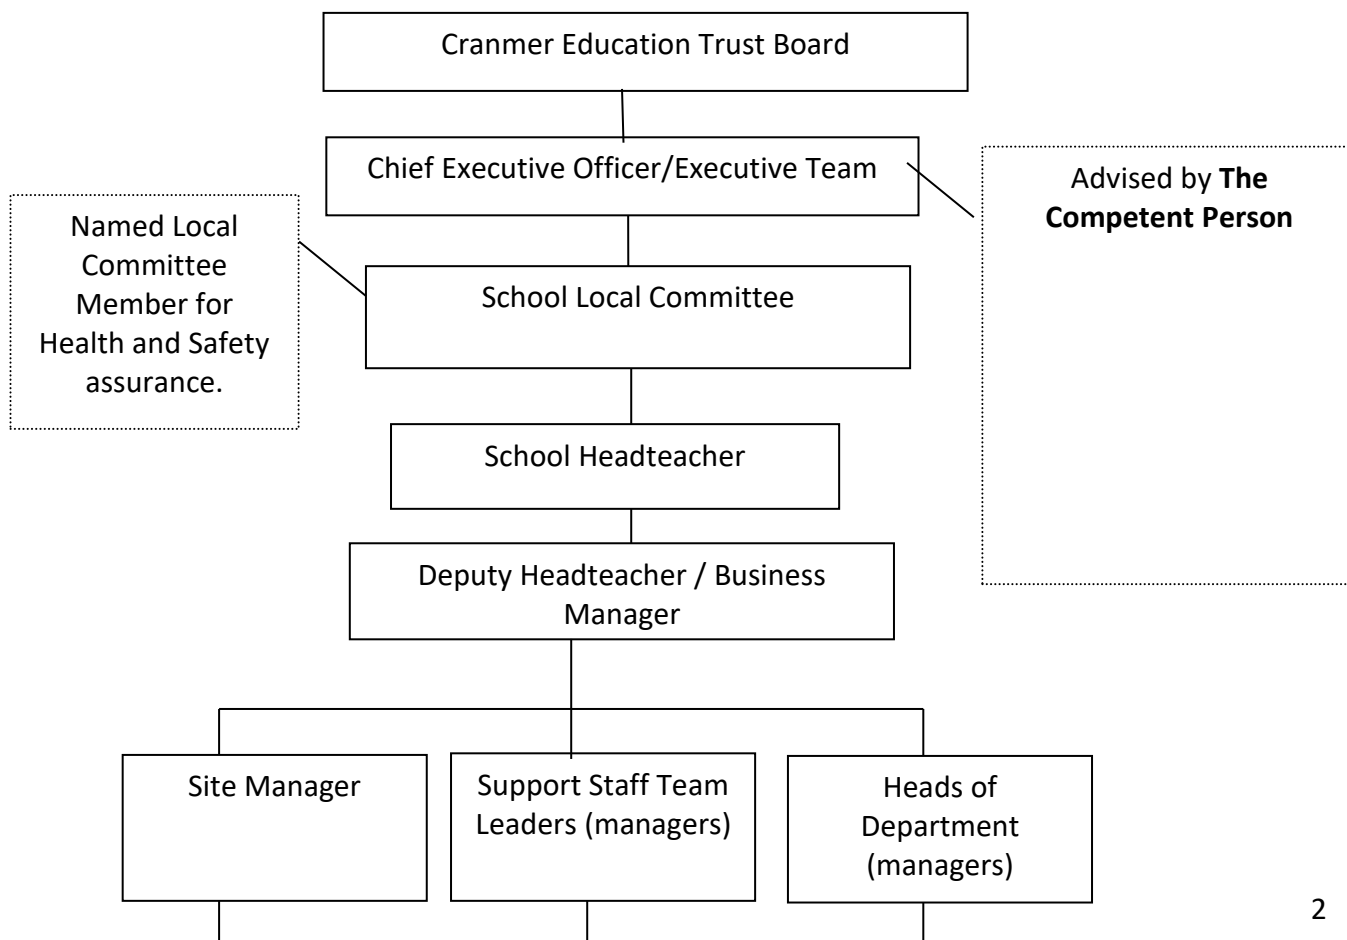 Cranmer Education Trust Board
Chief Executive Officer/Executive Team
Advised by The
Competent Person
Named Local
Committee
Member for
Health and Safety
assurance.
School Local Committee
School Headteacher
Deputy Headteacher / Business
Manager
Site Manager
Support Staff Team
Leaders (managers)
Heads of
Department
(managers)
2